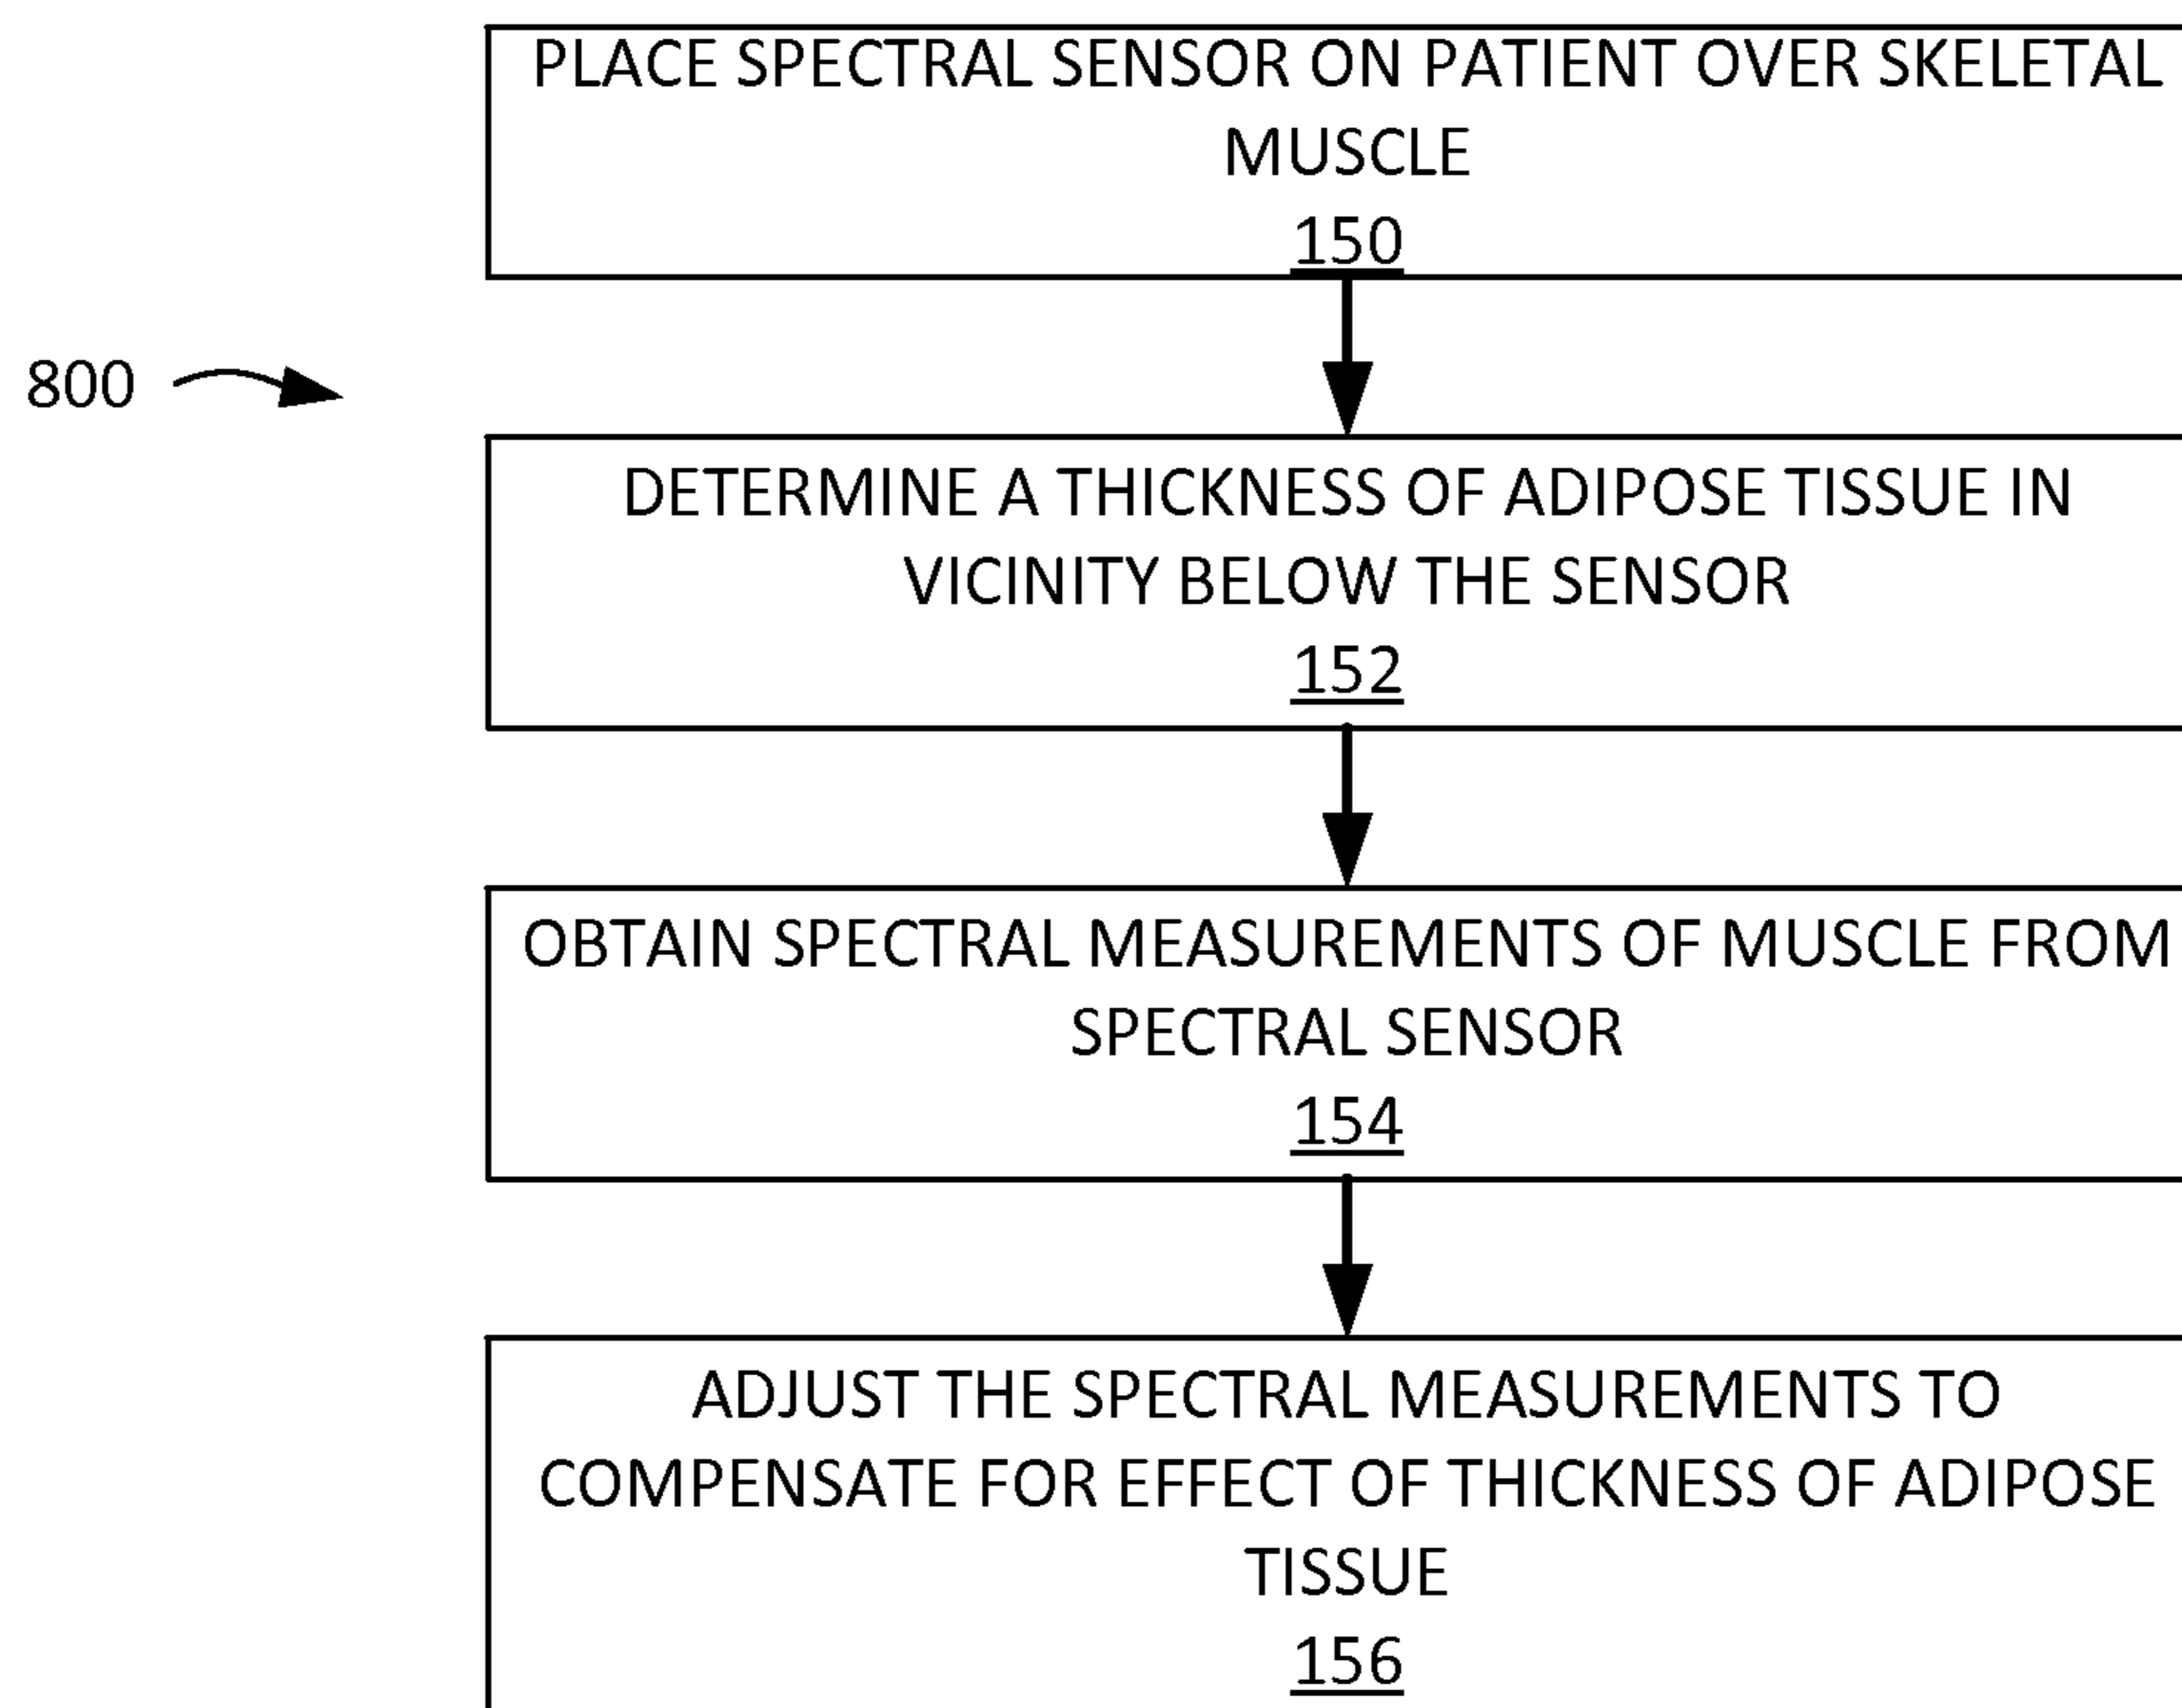 PLACE SPECTRAL SENSOR ON PATIENT OVER SKELETAL
MUSCLE
150
800
DETERMINE A THICKNESS OF ADIPOSE TISSUE IN
VICINITY BELOW THE SENSOR
152
OBTAIN SPECTRAL MEASUREMENTS OF MUSCLE FROM
SPECTRAL SENSOR
154
ADJUST THE SPECTRAL MEASUREMENTS TO
COMPENSATE FOR EFFECT OF THICKNESS OF ADIPOSE
TISSUE
156